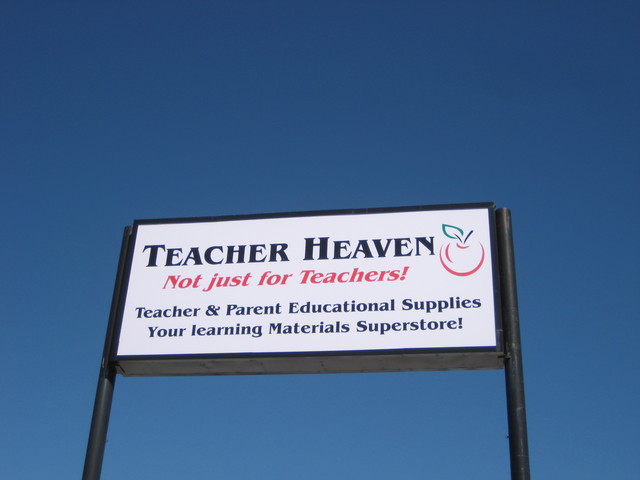 TEACHER HEAVEN
Not just for Teachers!
Teacher & Parent Educational Supplies
Your learning Materials Superstore!